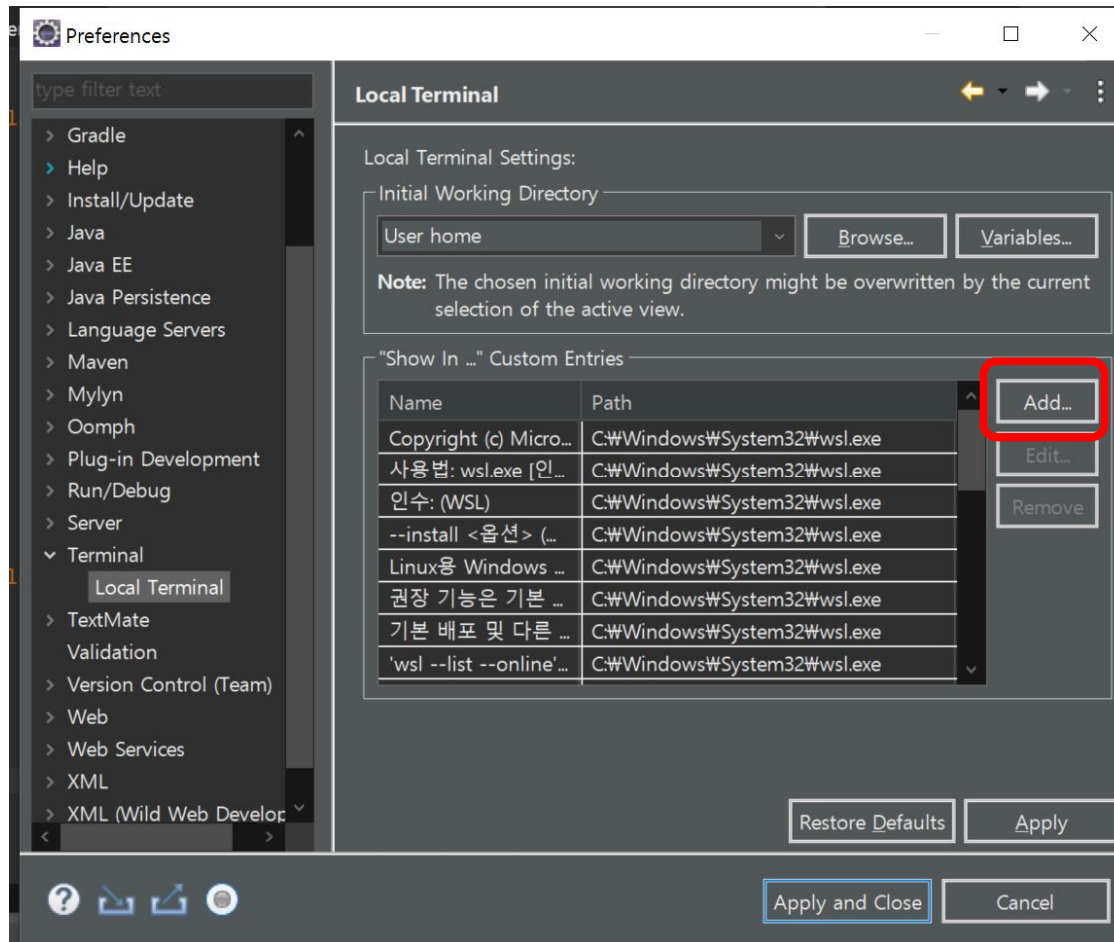 Preferences
type filter text
Gradle
Help
Install/Update
Java
Java EE
Java Persistence
Language Servers
Maven
Mylyn
Oomph
Plug-in Development
Run/Debug
Server
Terminal
Local Terminal
TextMate
Validation
Version Control (Team)
Web
Web Services
XML
XML (Wild Web Develop
Local Terminal
Local Terminal Settings:
Initial Working Directory
User home
Browse...
Variables...
Note: The chosen initial working directory might be overwritten by the current
selection of the active view.
"Show In ..." Custom Entries
Name Path
Copyright (c) Micro... C:₩Windows₩System32₩wsl.exe
사용법: wsl.exe [인... C:₩Windows₩System32₩wsl.exe
인수: (WSL) C:₩Windows₩System32₩wsl.exe
--install <옵션> (... C:₩Windows₩System32₩wsl.exe
Linux용 Windows ... C:₩Windows₩System32₩wsl.exe
권장 기능은 기본 ... C:₩Windows₩System32₩wsl.exe
기본 배포 및 다른 ... C:₩Windows₩System32₩wsl.exe
'wsl --list --online'... C:₩Windows₩System32₩wsl.exe
Add...
Edit...
Remove
Restore Defaults
Apply
Apply and Close
Cancel